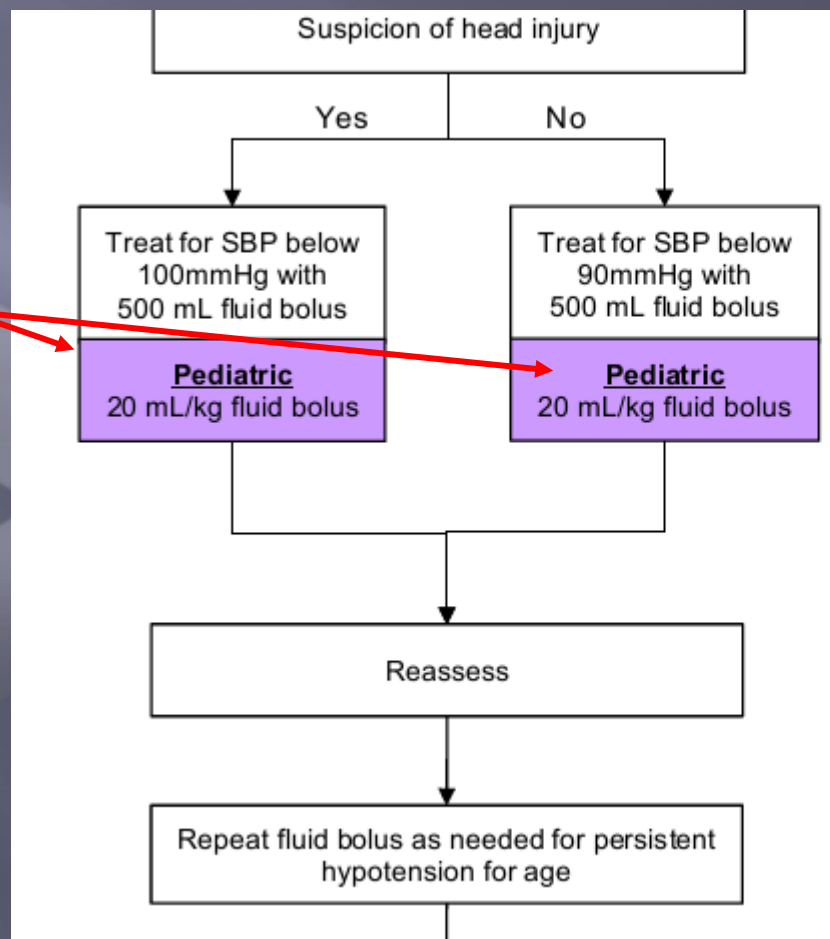 Suspicion of head injury
Yes
No
Treat for SBP below
100mmHg with
500 mL fluid bolus
Pediatric
20 mL/kg fluid bolus
Treat for SBP below
90mmHg with
500 mL fluid bolus
Pediatric
20 mL/kg fluid bolus
Reassess
Repeat fluid bolus as needed for persistent
hypotension for age